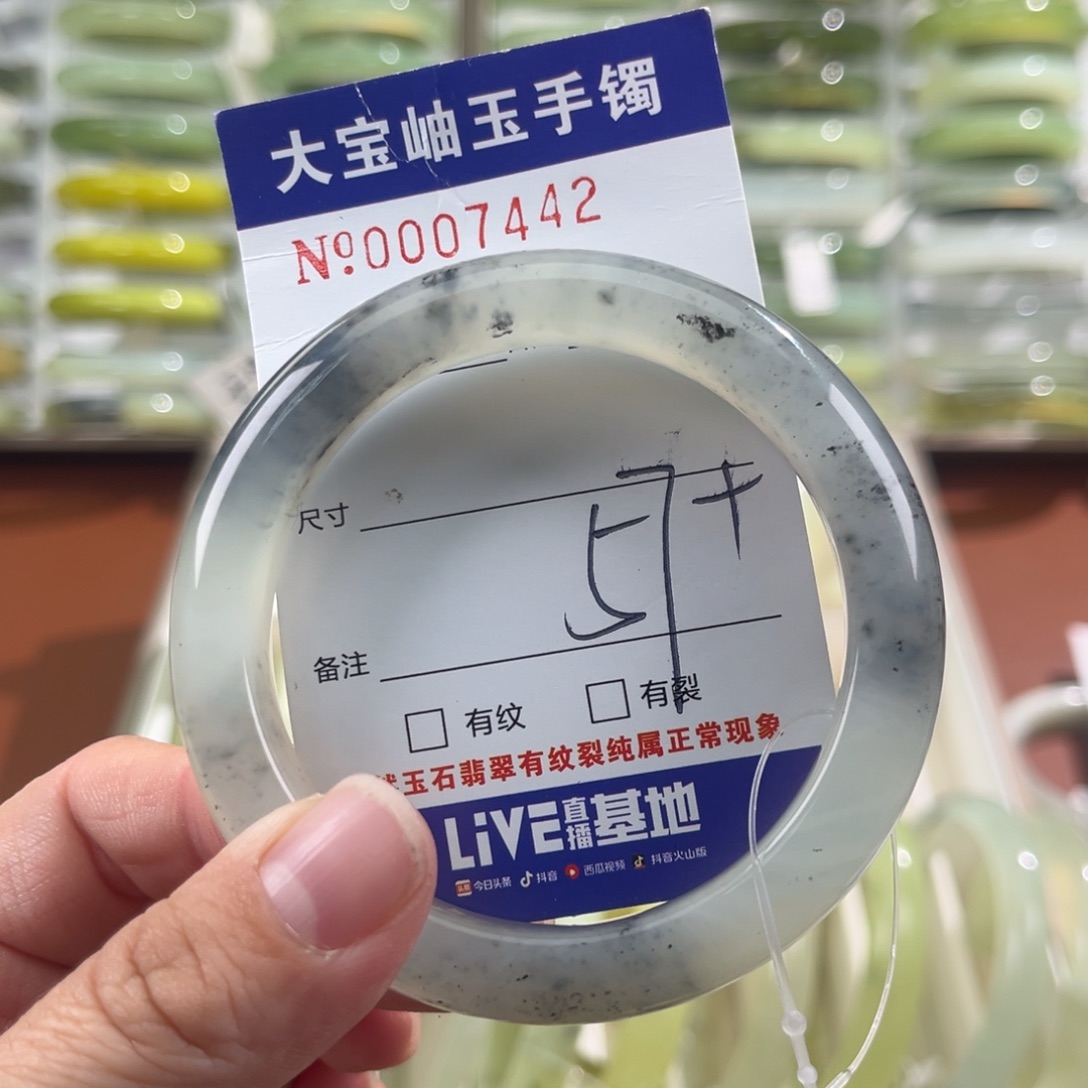 大宝岫玉手镯
№0007442
尺寸 57+
备注
□ 有纹 □ 有裂
玉石翡翠有纹裂纯属正常现象
LiVE直播基地
今日头条 抖音 西瓜视频 抖音火山版